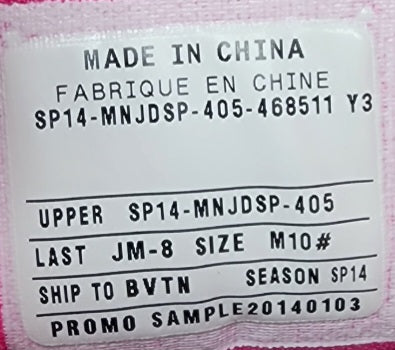 MADE IN CHINA
FABRIQUE EN CHINE
SP14-MNJDSP-405-468511 Y3
UPPER SP14-MNJDSP-405
LAST JM-8 SIZE M10#
SHIP TO BVTN SEASON SP14
PROMO SAMPLE20140103